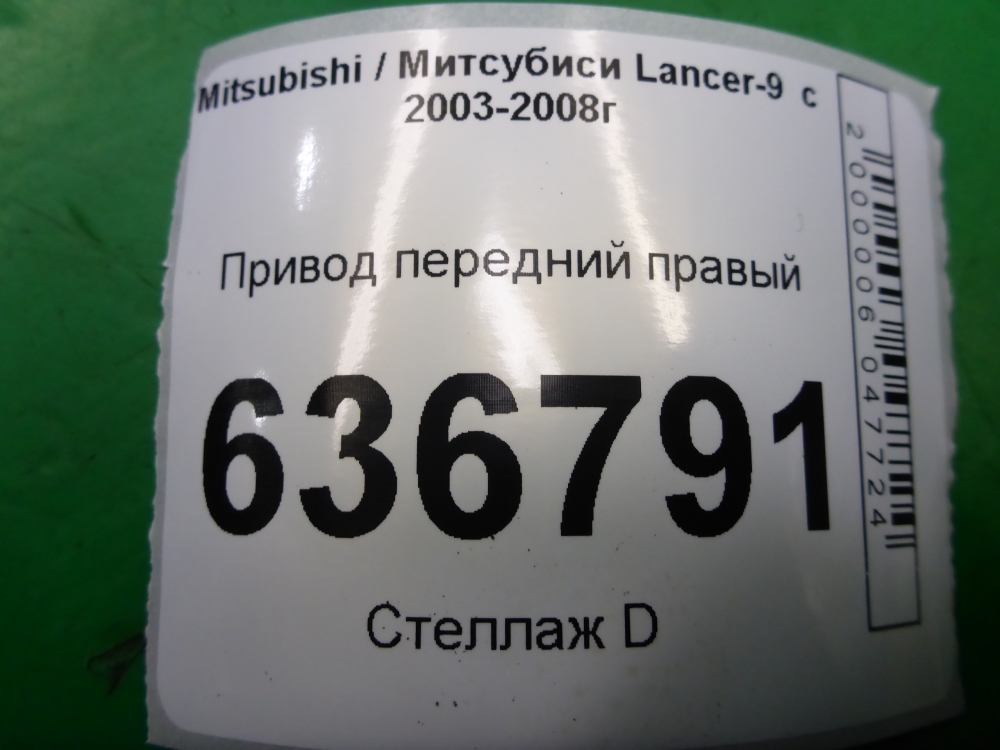 Mitsubishi / Митсубиси Lancer-9 с
2003-2008г
Привод передний правый
636791
Стеллаж D
2000006047724